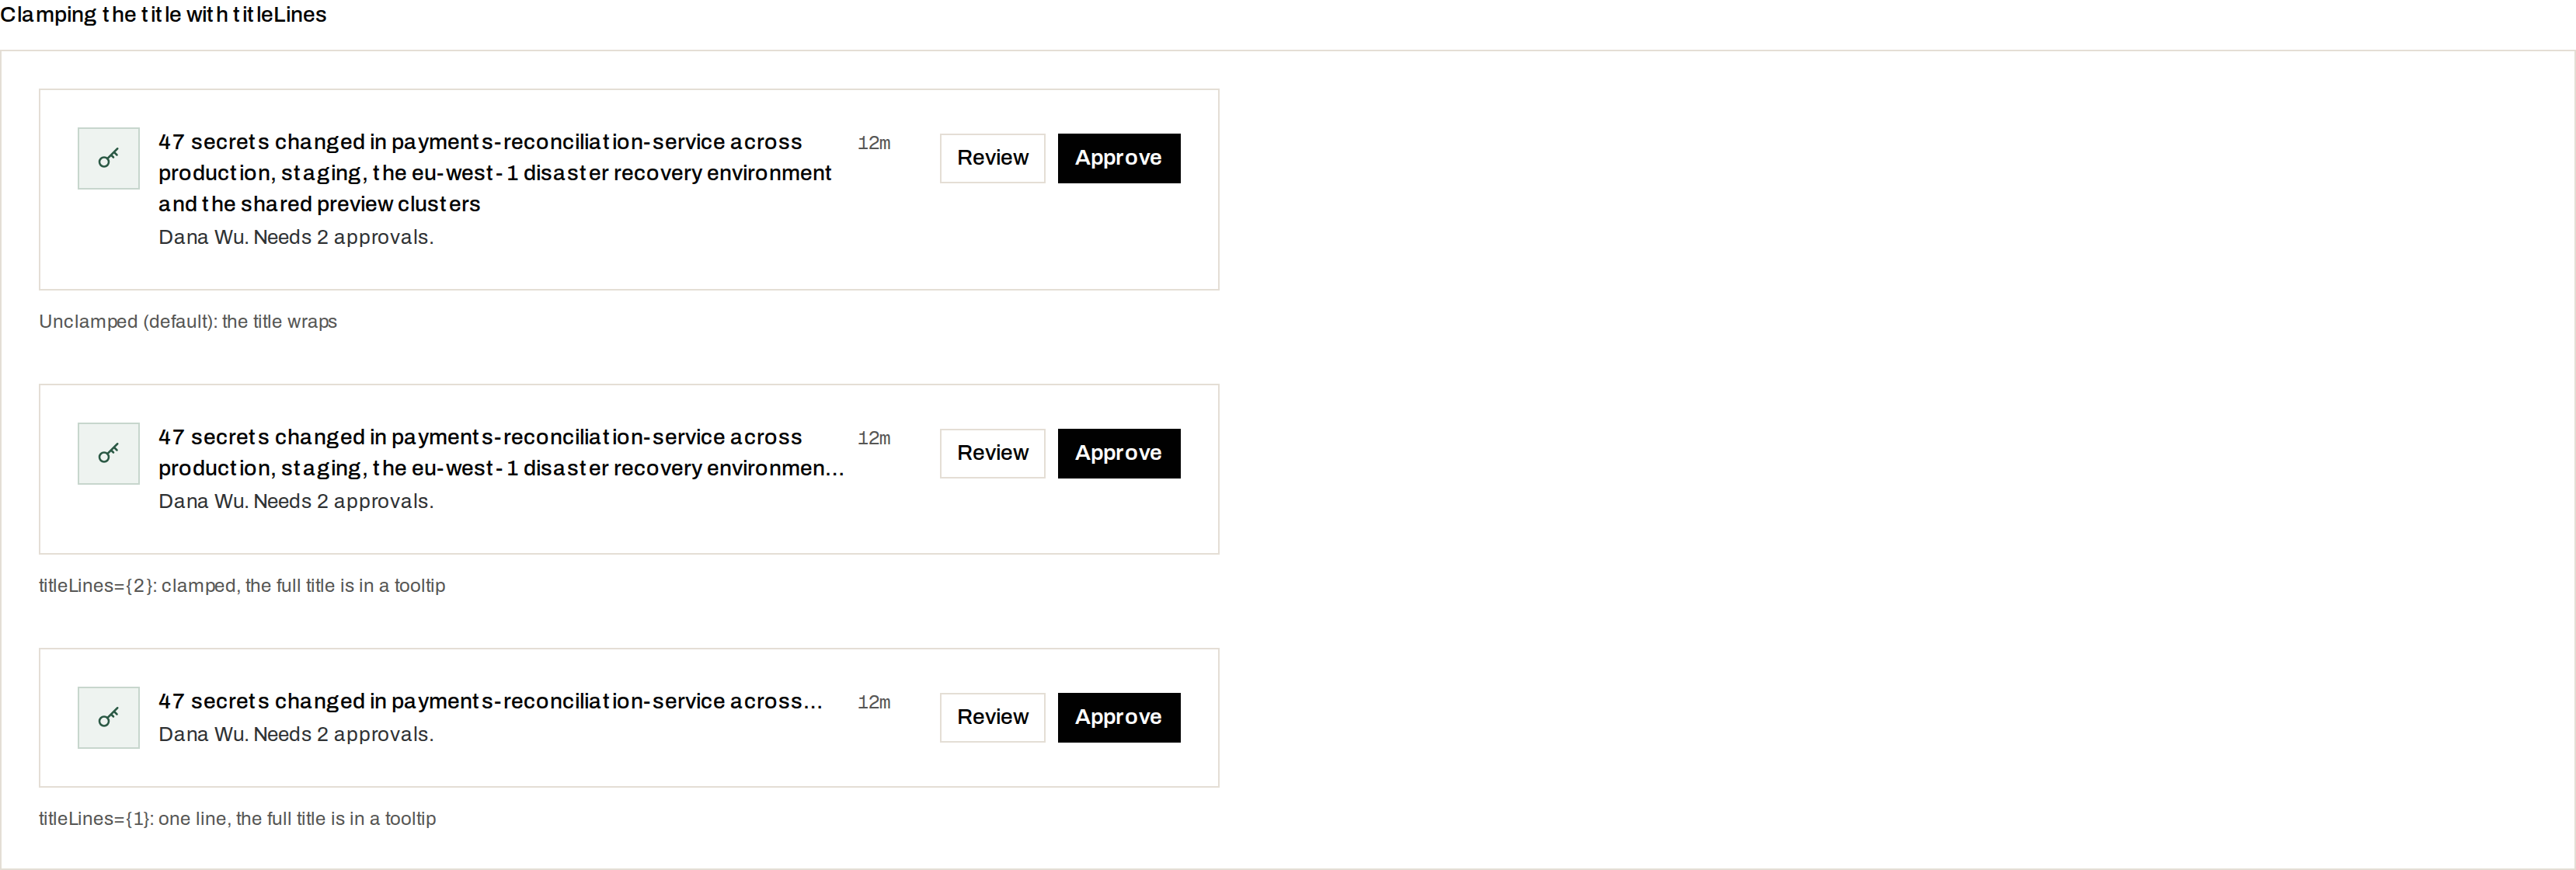 Clamping the title with titleLines
47 secrets changed in payments-reconciliation-service across
production, staging, the eu-west-1 disaster recovery environment
and the shared preview clusters
Dana Wu. Needs 2 approvals.
12m
Review
Approve
Unclamped (default): the title wraps
47 secrets changed in payments-reconciliation-service across
production, staging, the eu-west-1 disaster recovery environmen...
Dana Wu. Needs 2 approvals.
12m
Review
Approve
titleLines={2}: clamped, the full title is in a tooltip
47 secrets changed in payments-reconciliation-service across...
Dana Wu. Needs 2 approvals.
12m
Review
Approve
titleLines={1}: one line, the full title is in a tooltip